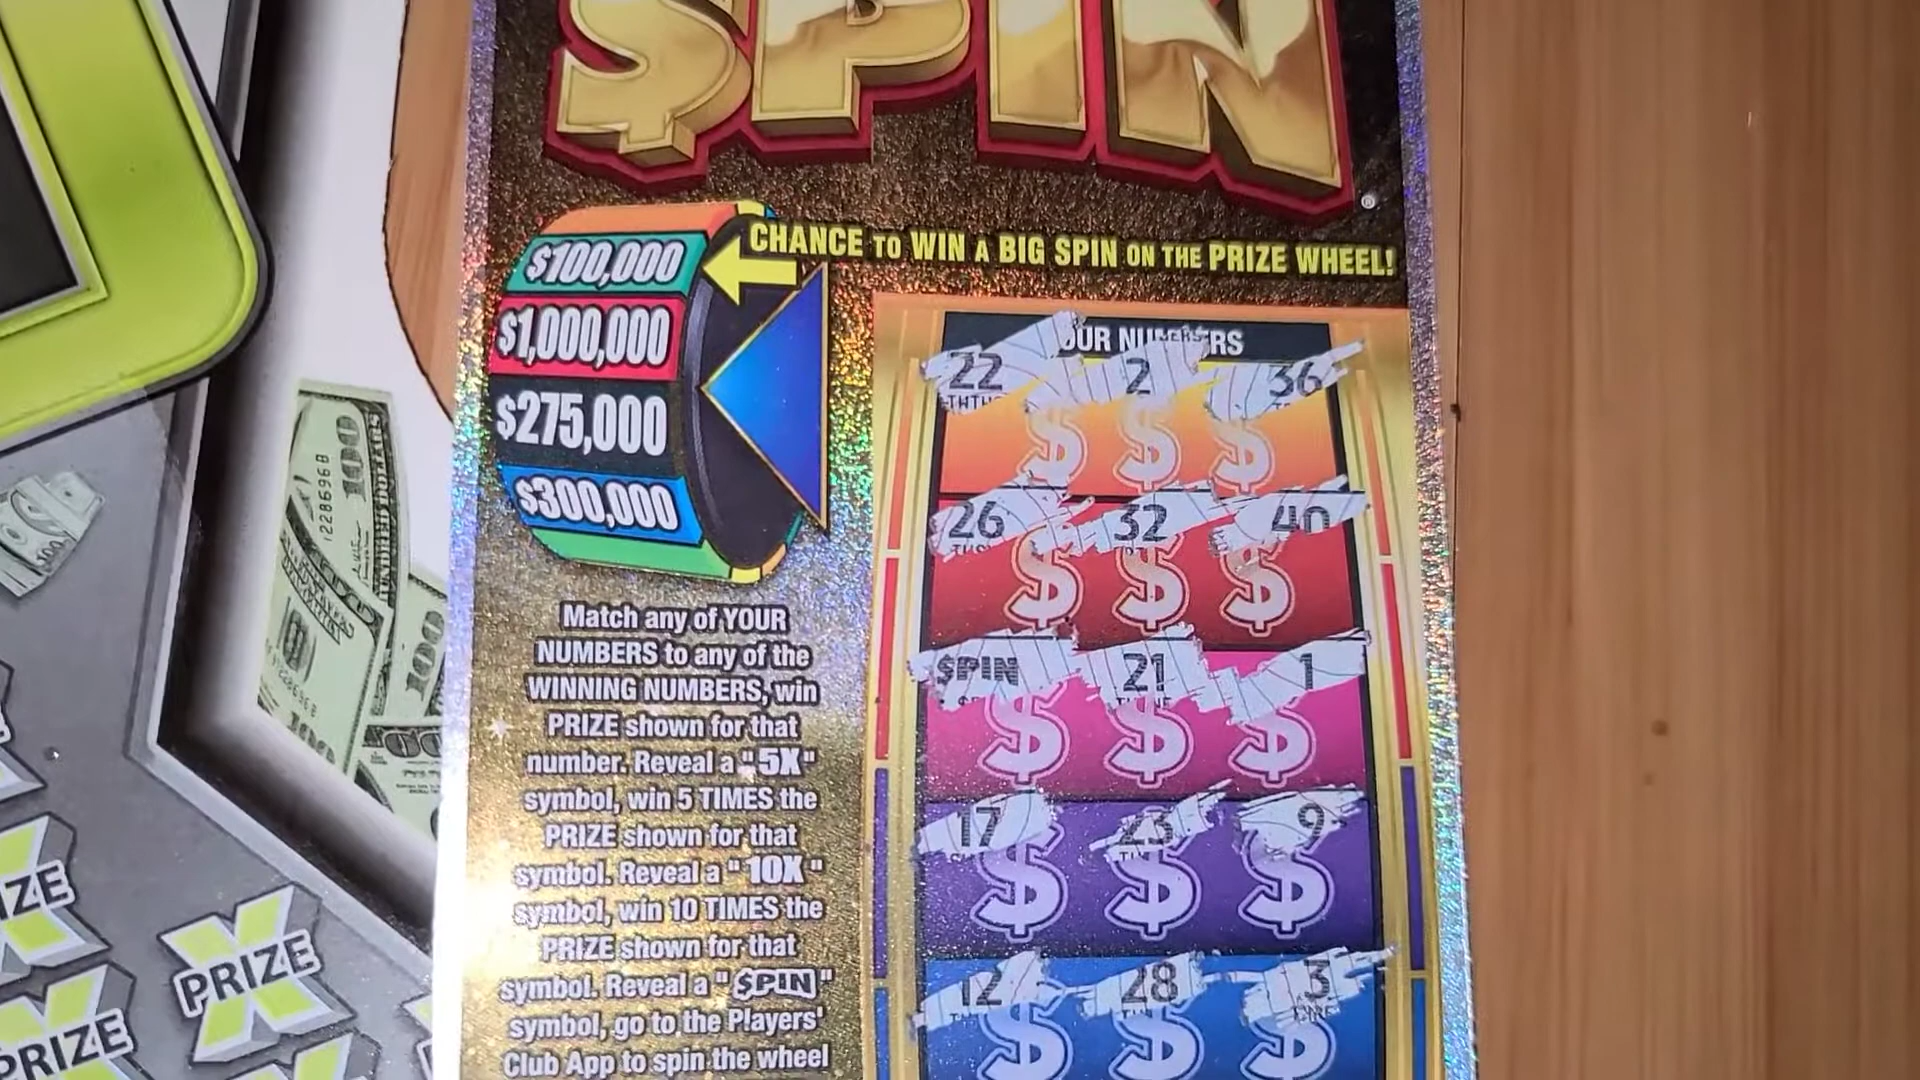 $PIN
®
CHANCE TO WIN A BIG SPIN ON THE PRIZE WHEEL!
$100,000
$1,000,000
$275,000
$300,000
Match any of YOUR
NUMBERS to any of the
WINNING NUMBERS, win
PRIZE shown for that
number. Reveal a "5X"
symbol, win 5 TIMES the
PRIZE shown for that
symbol. Reveal a "10X"
symbol, win 10 TIMES the
PRIZE shown for that
symbol. Reveal a "$PIN"
symbol, go to the Players'
Club App to spin the wheel
22 2 36
$ $ $
26 32 40
$ $ $
$PIN 21 1
$ $ $
17 23 9
$ $ $
12 28 3
$ $ $
100
12286968
100
PRIZE
PRIZE